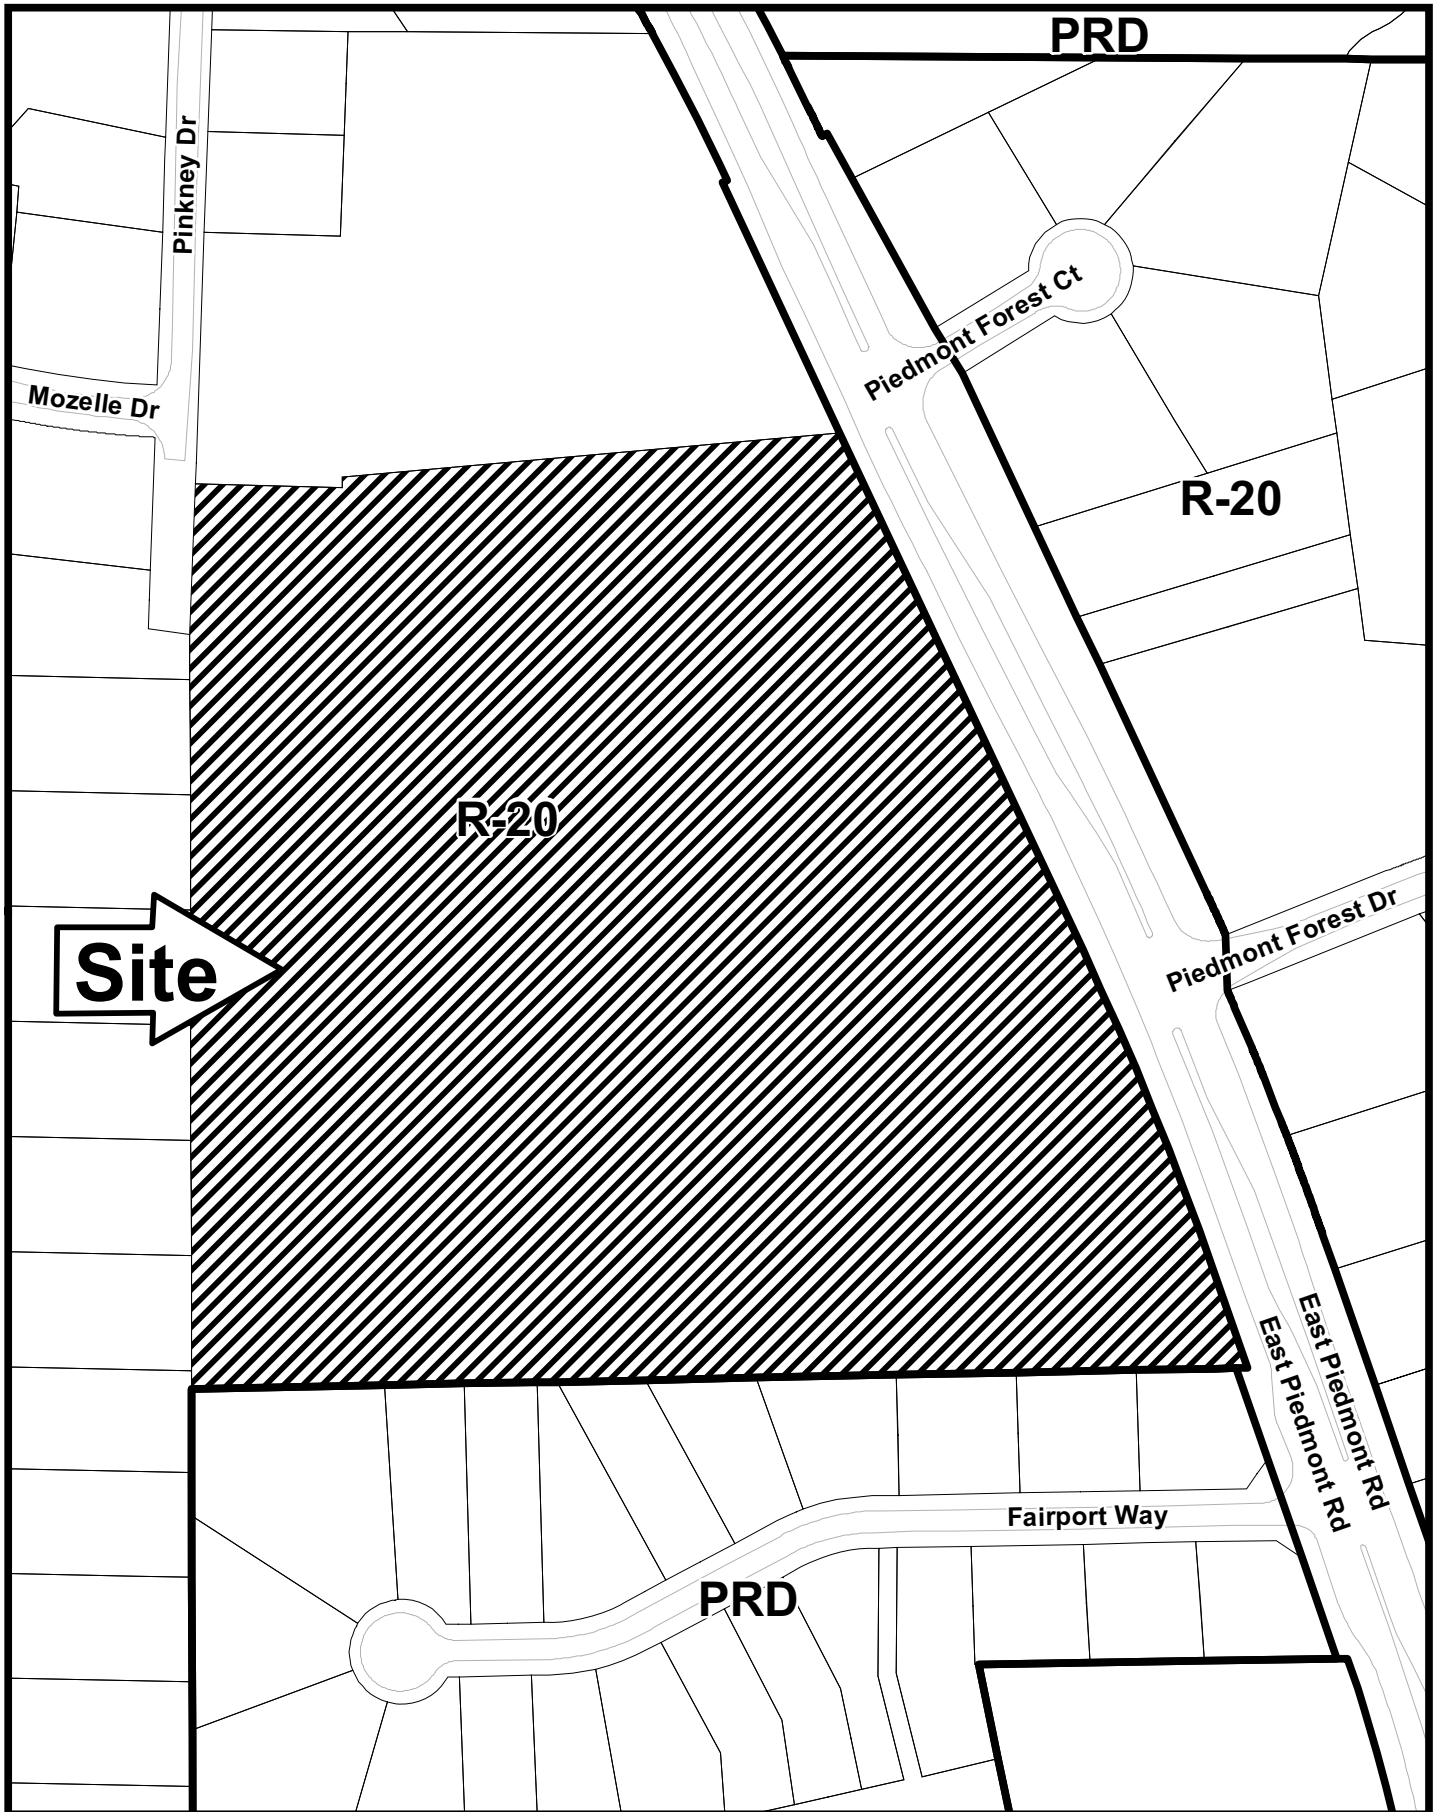 PRD
Pinkney Dr
Piedmont Forest Ct
Mozelle Dr
R-20
R-20
Piedmont Forest Dr
Site
East Piedmont Rd
East Piedmont Rd
Fairport Way
PRD